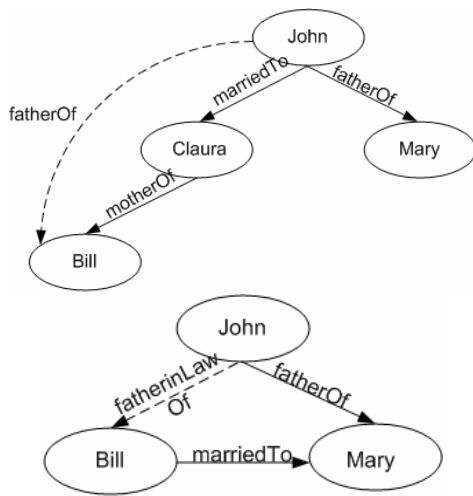 John
marriedTo
fatherOf
fatherOf
Claura
Mary
motherOf
Bill
John
fatherinLaw
Of
fatherOf
Bill
marriedTo
Mary